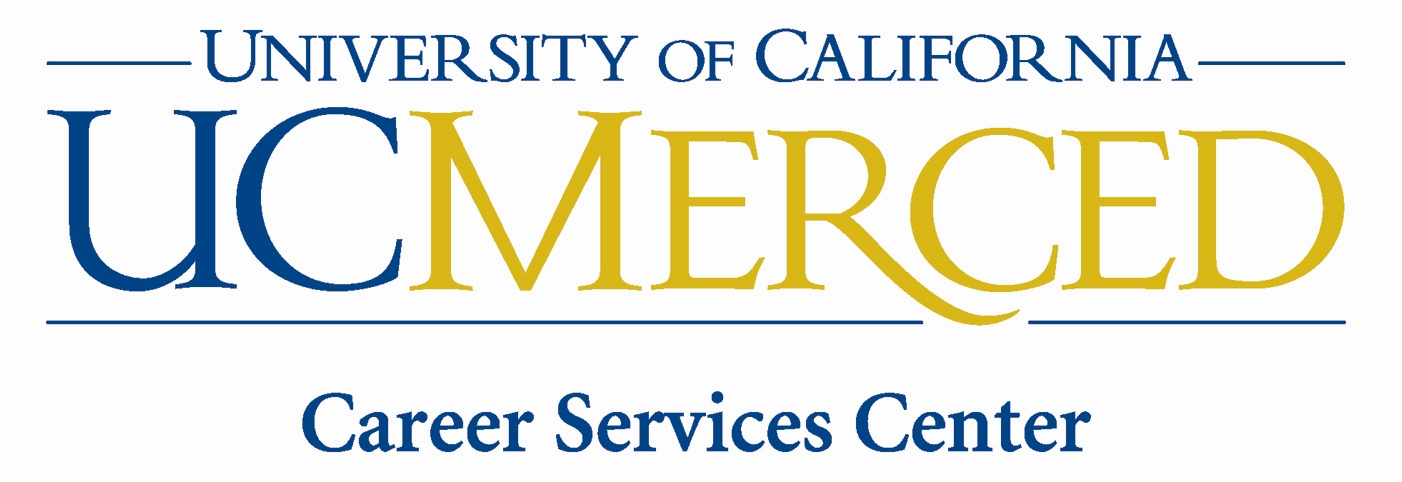 UNIVERSITY OF CALIFORNIA
UCMERCED
Career Services Center